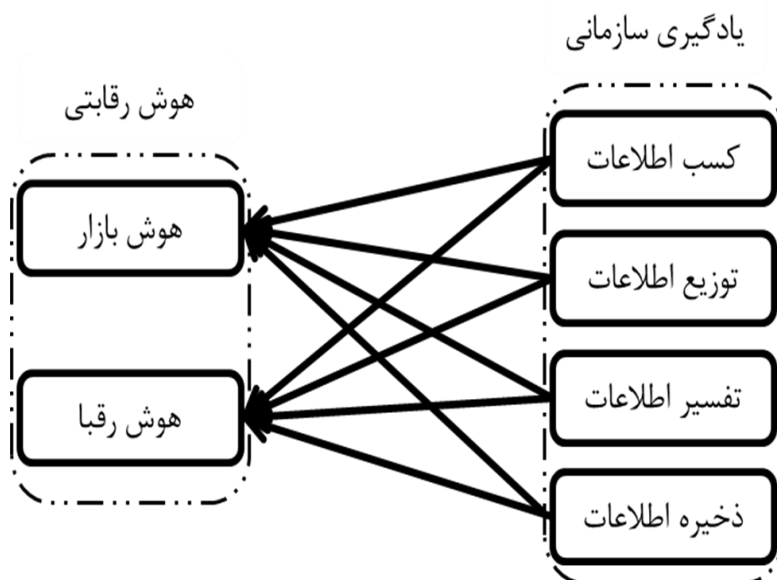 یادگیری سازمانی
کسب اطلاعات
توزیع اطلاعات
تفسیر اطلاعات
ذخیره اطلاعات
هوش رقابتی
هوش بازار
هوش رقبا